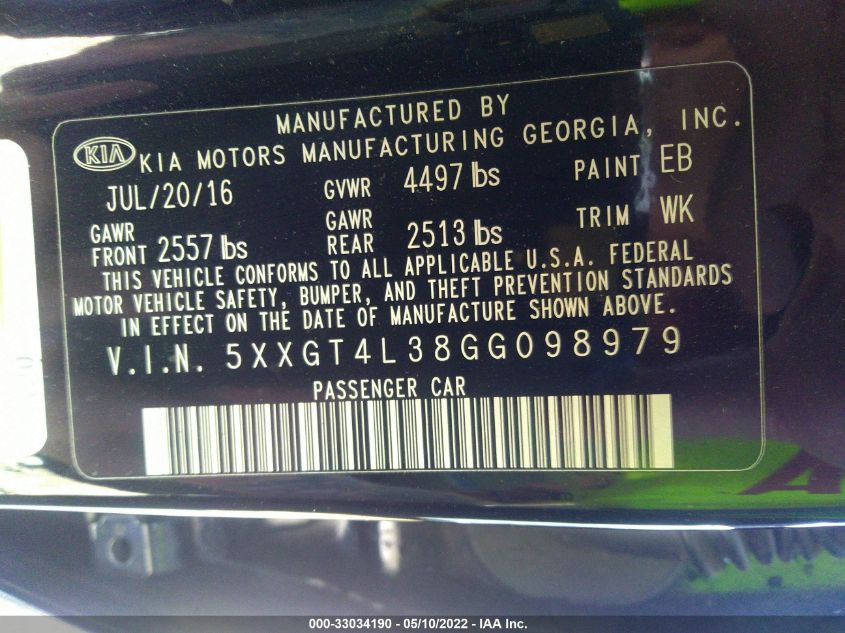 MANUFACTURED BY
KIA KIA MOTORS MANUFACTURING GEORGIA, INC.
JUL/20/16 GVWR 4497 lbs PAINT EB
GAWR FRONT 2557 lbs GAWR REAR 2513 lbs TRIM WK
THIS VEHICLE CONFORMS TO ALL APPLICABLE U.S.A. FEDERAL
MOTOR VEHICLE SAFETY, BUMPER, AND THEFT PREVENTION STANDARDS
IN EFFECT ON THE DATE OF MANUFACTURE SHOWN ABOVE.
V.I.N. 5XXGT4L38GG098979
PASSENGER CAR
000-33034190 - 05/10/2022 - IAA Inc.